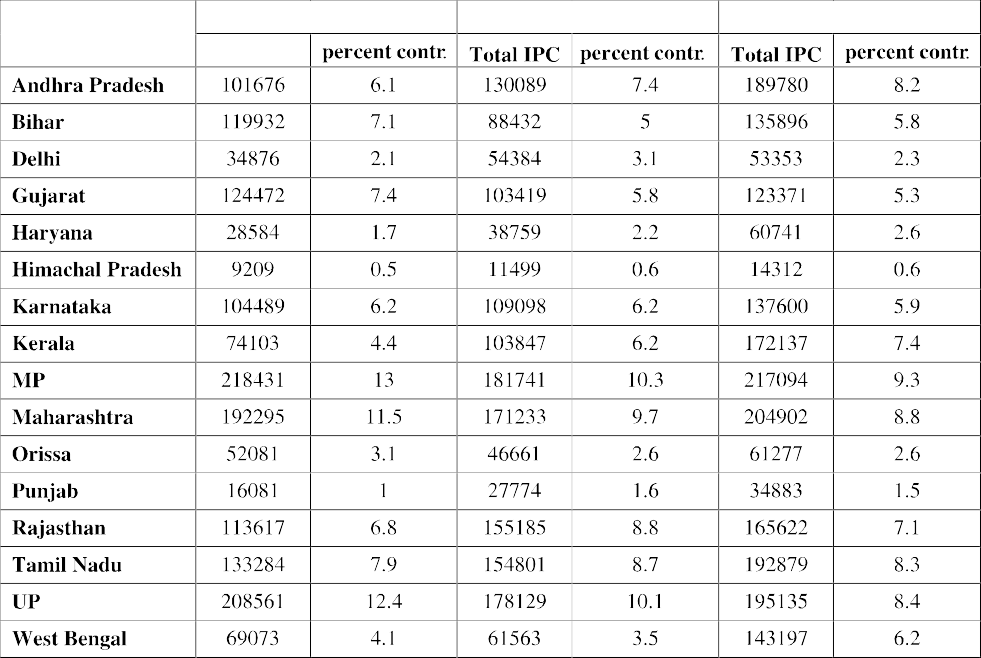 percent contr. Total IPC percent contr. Total IPC percent contr.
Andhra Pradesh 101676 6.1 130089 7.4 189780 8.2
Bihar 119932 7.1 88432 5 135896 5.8
Delhi 34876 2.1 54384 3.1 53353 2.3
Gujarat 124472 7.4 103419 5.8 123371 5.3
Haryana 28584 1.7 38759 2.2 60741 2.6
Himachal Pradesh 9209 0.5 11499 0.6 14312 0.6
Karnataka 104489 6.2 109098 6.2 137600 5.9
Kerala 74103 4.4 103847 6.2 172137 7.4
MP 218431 13 181741 10.3 217094 9.3
Maharashtra 192295 11.5 171233 9.7 204902 8.8
Orissa 52081 3.1 46661 2.6 61277 2.6
Punjab 16081 1 27774 1.6 34883 1.5
Rajasthan 113617 6.8 155185 8.8 165622 7.1
Tamil Nadu 133284 7.9 154801 8.7 192879 8.3
UP 208561 12.4 178129 10.1 195135 8.4
West Bengal 69073 4.1 61563 3.5 143197 6.2